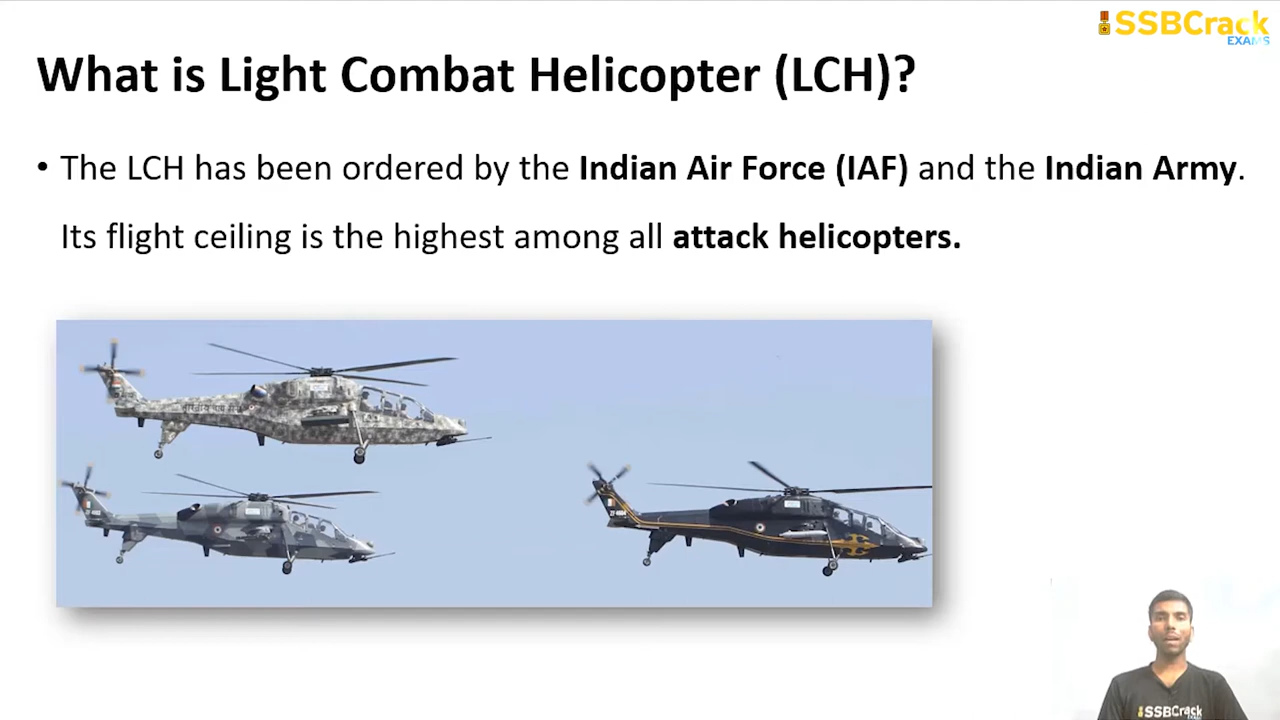 SSBCrack
EXAMS
What is Light Combat Helicopter (LCH)?
• The LCH has been ordered by the Indian Air Force (IAF) and the Indian Army.
Its flight ceiling is the highest among all attack helicopters.
SSBCrack